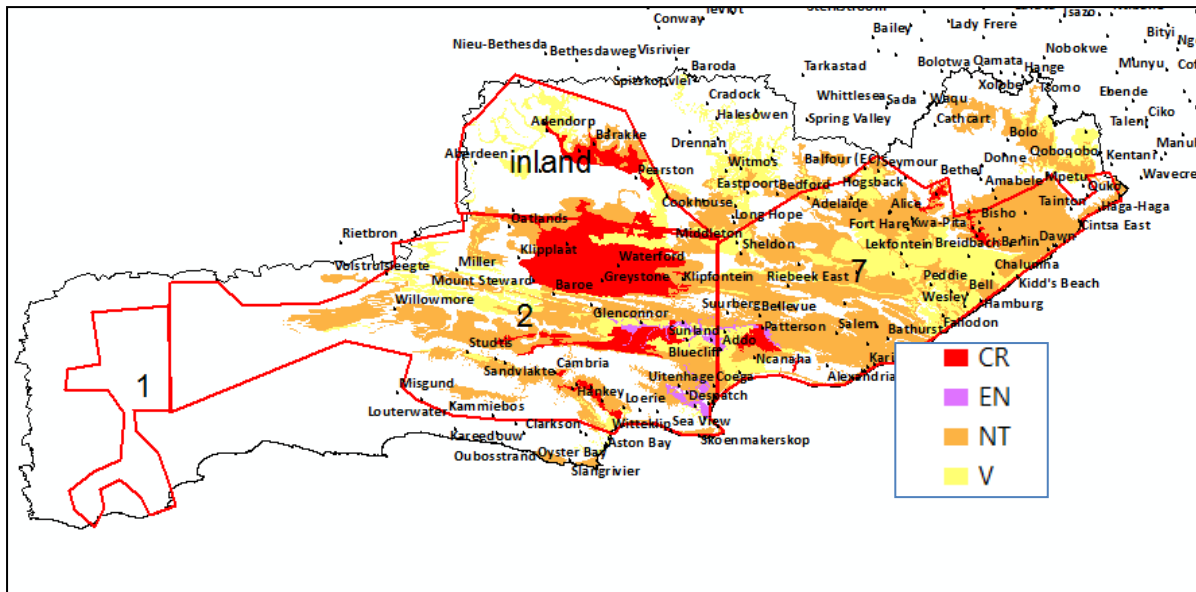 Conway
Bailey
Lady Frere
Bityi
Nieu-Bethesda
Bethesdaweg
Visrivier
Nobokwe
Baroda
Tarkastad
Bolotwa
Qamata
Hange
Munyu
Spieskopvlei
Cradock
Whittlesea
Sada
Waqu
Xolobe
Tsomo
Ebende
Ciko
Halesowen
Spring Valley
Cathcart
Taleni
Adendorp
Barakke
Drennan
Bolo
Aberdeen
inland
Witmos
Balfour (EC)
Seymour
Dohne
Qoboqobo
Kentani
Pearston
Eastpoort
Bedford
Hogsback
Bethel
Amabele
Mpetu
Quko
Wavecre
Cookhouse
Adelaide
Alice
Tainton
Haga-Haga
Oatlands
Long Hope
Fort Hare
Kwa-Pita
Bisho
Cintsa East
Rietbron
Middleton
Sheldon
Lekfontein
Breidbach
Berlin
Dawn
Klipplaat
Waterford
Volstruisleegte
Miller
Greystone
Klipfontein
Riebeek East
7
Peddie
Chalumna
Mount Steward
Baroe
Bell
Kidd's Beach
Willowmore
2
Glenconnor
Suurberg
Bellevue
Wesley
Hamburg
Sunland
Addo
Patterson
Salem
Bathurst
Studtis
Bluecliff
Ncanaha
Kari
CR
Sandvlakte
Cambria
Uitenhage
Coega
Alexandria
1
Misgund
Hankey
Loerie
Despatch
EN
Louterwater
Kammiebos
Witteklip
Sea View
NT
Kareedouw
Clarkson
Aston Bay
Skoenmakerskop
Oubosstrand
Oyster Bay
V
Slangrivier